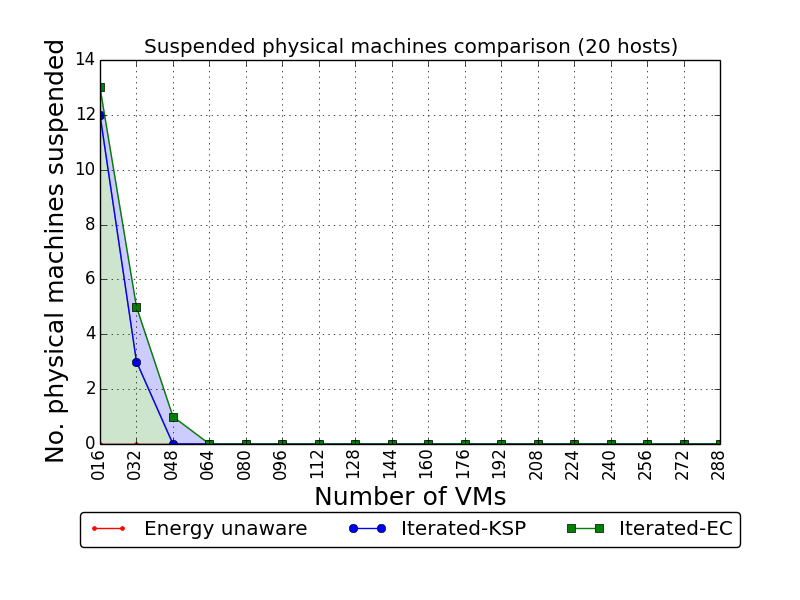 Suspended physical machines comparison (20 hosts)
No. physical machines suspended
14
12
10
8
6
4
2
0
016 032 048 064 080 096 112 128 144 160 176 192 208 224 240 256 272 288
Number of VMs
Energy unaware Iterated-KSP Iterated-EC